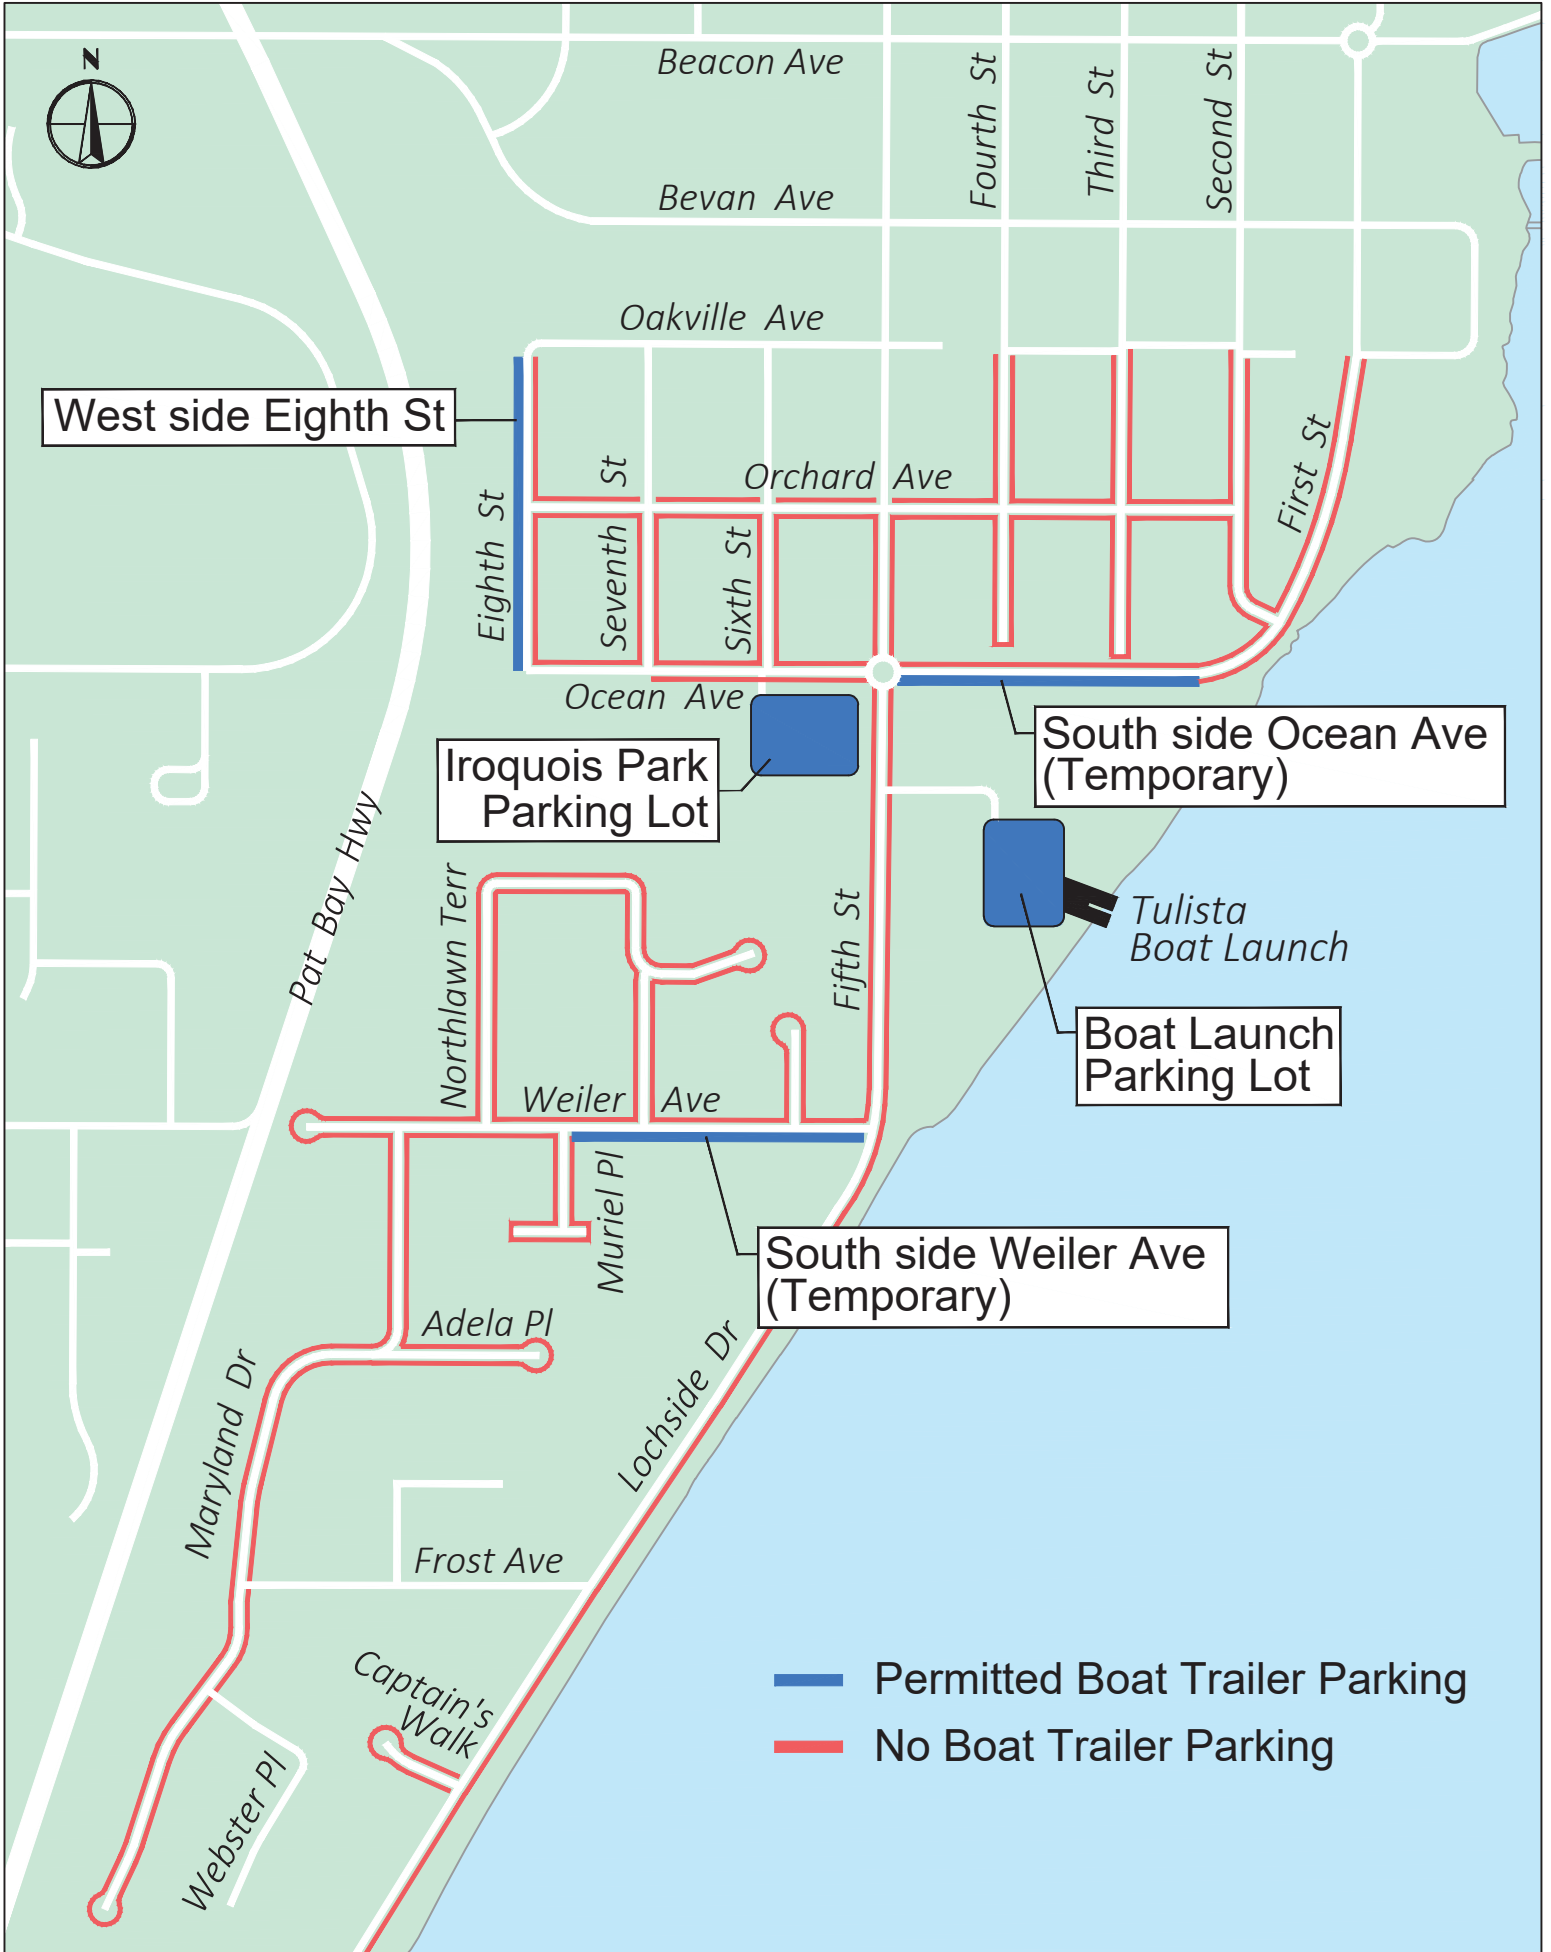 N
Beacon Ave
Fourth St
Third St
Second St
Bevan Ave
Oakville Ave
West side Eighth St
Orchard Ave
First St
Eighth St
Seventh St
Sixth St
Ocean Ave
South side Ocean Ave
(Temporary)
Iroquois Park
Parking Lot
Pat Bay Hwy
Northlawn Terr
Fifth St
Tulista
Boat Launch
Boat Launch
Parking Lot
Weiler Ave
Muriel Pl
South side Weiler Ave
(Temporary)
Adela Pl
Lochside Dr
Maryland Dr
Frost Ave
Captain's
Walk
Webster Pl
Permitted Boat Trailer Parking
No Boat Trailer Parking